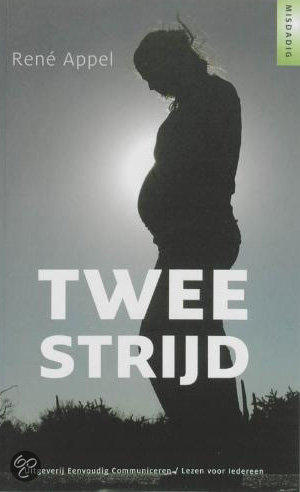 MISDADIG
René Appel
TWEE
STRIJD
Uitgeverij Eenvoudig Communiceren / Lezen voor Iedereen